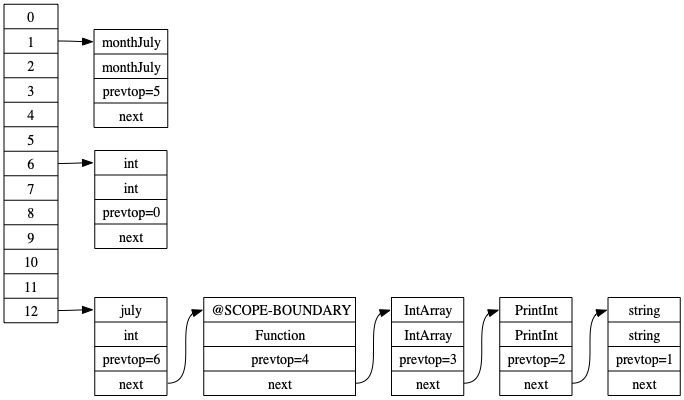 0
1
2
3
4
5
6
7
8
9
10
11
12
monthJuly
monthJuly
prevtop=5
next
int
int
prevtop=0
next
july
int
prevtop=6
next
@SCOPE-BOUNDARY
Function
prevtop=4
next
IntArray
IntArray
prevtop=3
next
PrintInt
PrintInt
prevtop=2
next
string
string
prevtop=1
next